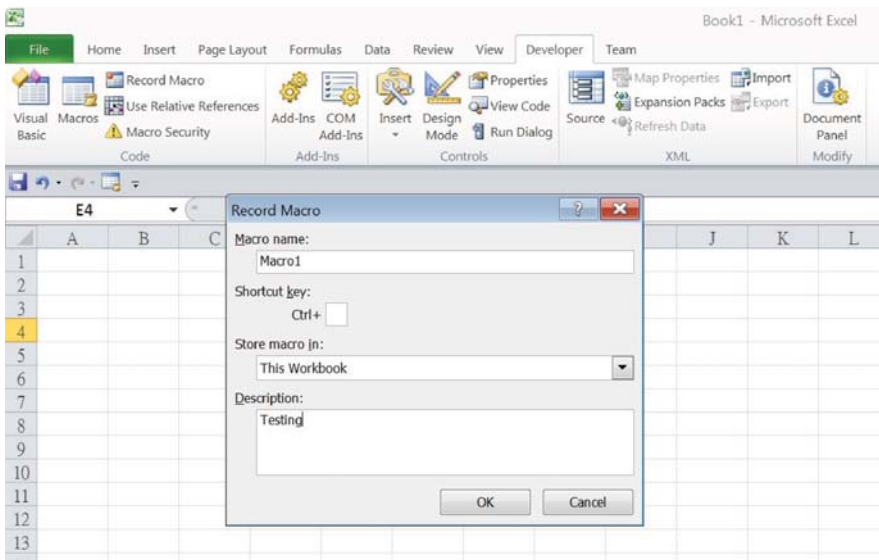 Book1 - Microsoft Excel
File Home Insert Page Layout Formulas Data Review View Developer Team
Visual Basic
Macros
Record Macro
Use Relative References
Macro Security
Code
Add-Ins
COM Add-Ins
Add-Ins
Insert
Design Mode
Properties
View Code
Run Dialog
Controls
Source
Map Properties
Expansion Packs
Refresh Data
Import
Export
XML
Document Panel
Modify
E4
A B C J K L
Record Macro
Macro name:
Macro1
Shortcut key:
Ctrl+
Store macro in:
This Workbook
Description:
Testing
OK Cancel
1
2
3
4
5
6
7
8
9
10
11
12
13